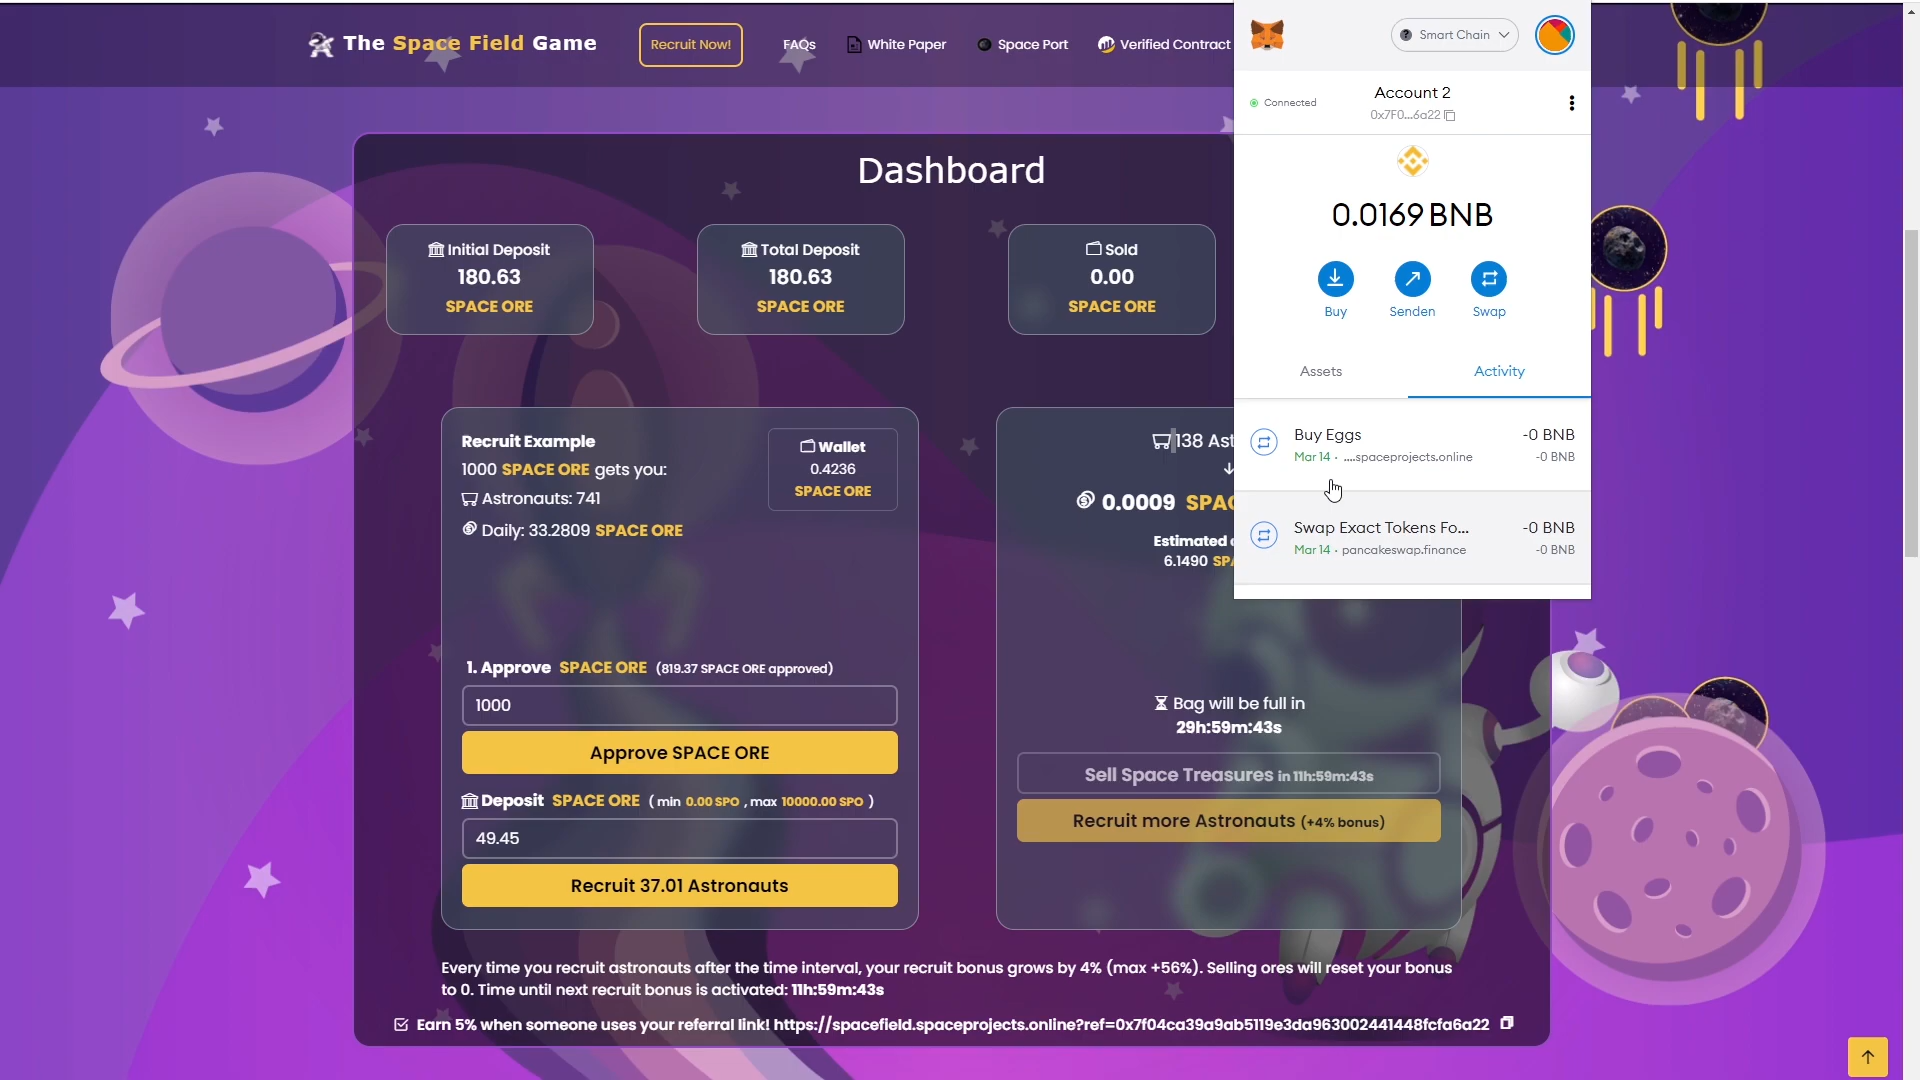 The Space Field Game
Recruit Now!
FAQs
White Paper
Space Port
Verified Contract
Smart Chain
Connected
Account 2
0x7F0...6a22
0.0169 BNB
Buy
Senden
Swap
Assets
Activity
Buy Eggs
-0 BNB
Mar 14 · ....spaceprojects.online
-0 BNB
Swap Exact Tokens Fo...
-0 BNB
Mar 14 · pancakeswap.finance
-0 BNB
Dashboard
Initial Deposit
180.63
SPACE ORE
Total Deposit
180.63
SPACE ORE
Sold
0.00
SPACE ORE
Recruit Example
1000 SPACE ORE gets you:
Astronauts: 741
Daily: 33.2809 SPACE ORE
Wallet
0.4236
SPACE ORE
1. Approve SPACE ORE (819.37 SPACE ORE approved)
1000
Approve SPACE ORE
Deposit SPACE ORE ( min 0.00 SPO , max 10000.00 SPO )
49.45
Recruit 37.01 Astronauts
138
0.0009
Estimated
6.1490
Bag will be full in
29h:59m:43s
Sell Space Treasures in 11h:59m:43s
Recruit more Astronauts (+4% bonus)
Every time you recruit astronauts after the time interval, your recruit bonus grows by 4% (max +56%). Selling ores will reset your bonus
to 0. Time until next recruit bonus is activated: 11h:59m:43s
Earn 5% when someone uses your referral link! https://spacefield.spaceprojects.online?ref=0x7f04ca39a9ab5119e3da963002441448fcfa6a22